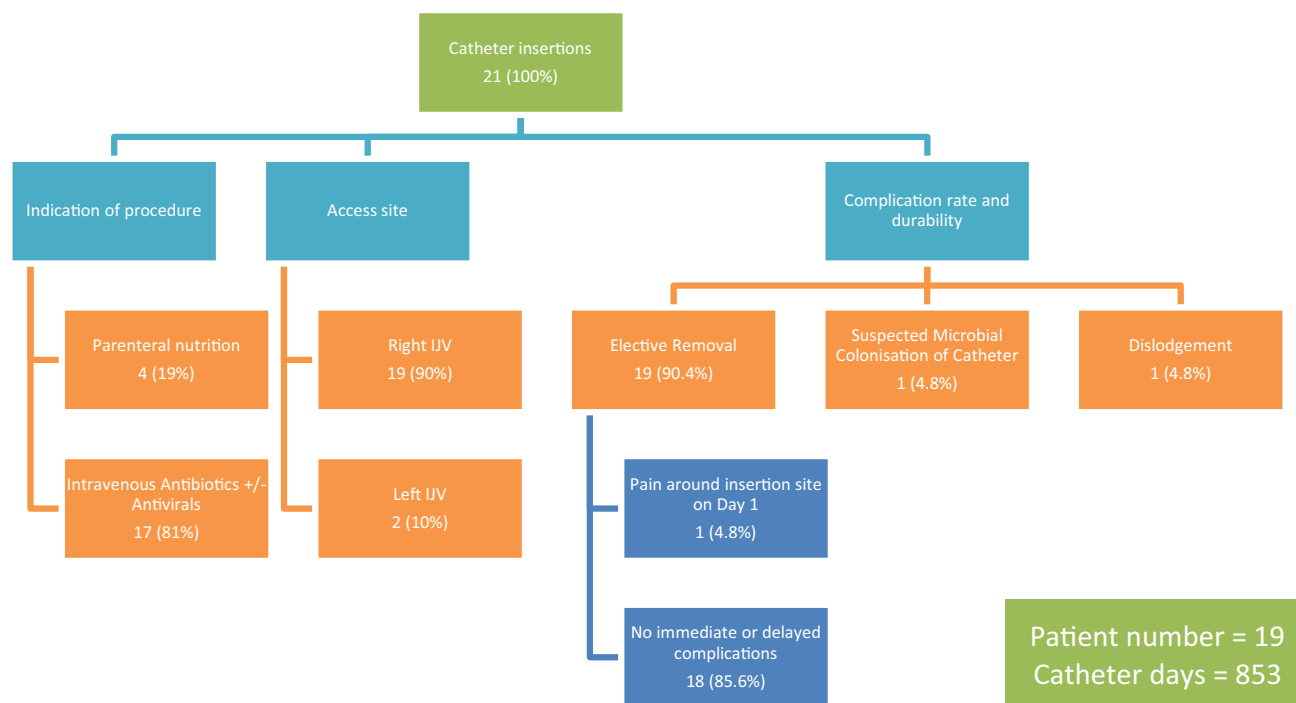 Catheter insertions
21 (100%)
Indication of procedure
Access site
Complication rate and
durability
Parenteral nutrition
4 (19%)
Right IJV
19 (90%)
Elective Removal
19 (90.4%)
Suspected Microbial
Colonisation of Catheter
1 (4.8%)
Dislodgement
1 (4.8%)
Intravenous Antibiotics +/-
Antivirals
17 (81%)
Left IJV
2 (10%)
Pain around insertion site
on Day 1
1 (4.8%)
No immediate or delayed
complications
18 (85.6%)
Patient number = 19
Catheter days = 853